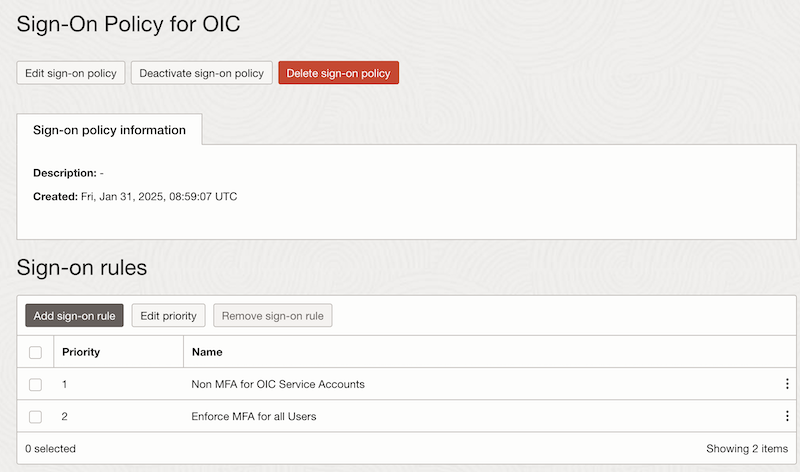 Sign-On Policy for OIC
Edit sign-on policy Deactivate sign-on policy Delete sign-on policy
Sign-on policy information
Description: -
Created: Fri, Jan 31, 2025, 08:59:07 UTC
Sign-on rules
Add sign-on rule Edit priority Remove sign-on rule
Priority Name
1 Non MFA for OIC Service Accounts
2 Enforce MFA for all Users
0 selected Showing 2 items